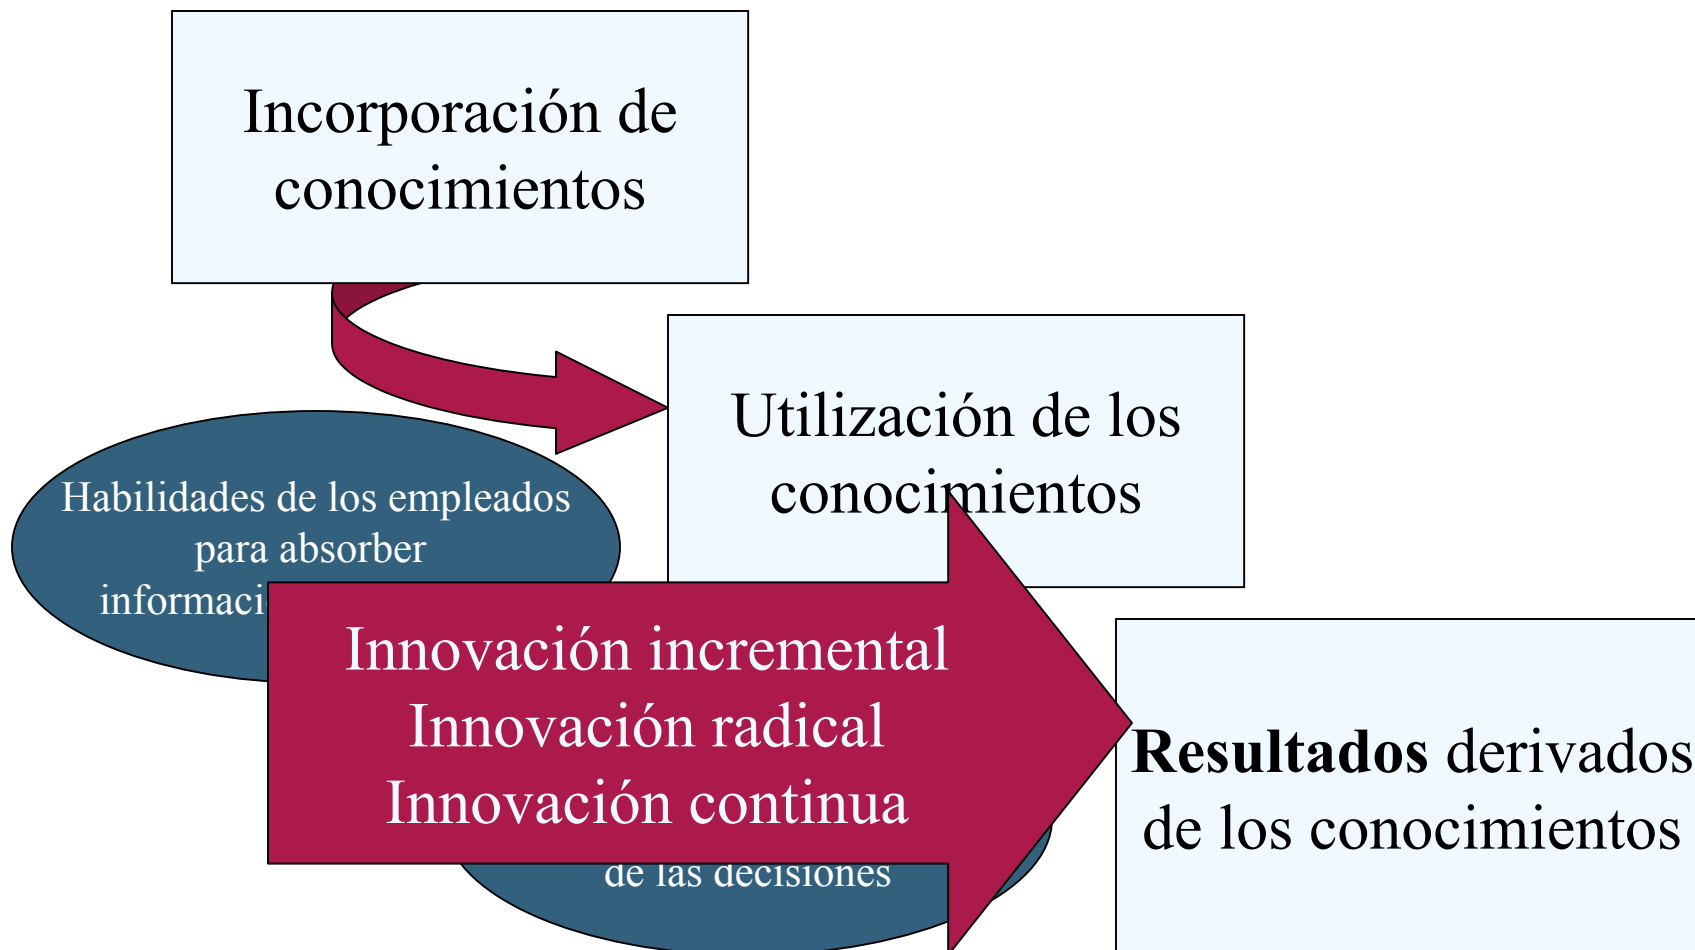 Incorporación de
conocimientos
Utilización de los
conocimientos
Habilidades de los empleados
para absorber
Innovación incremental
Innovación radical
Innovación continua
Resultados derivados
de los conocimientos
de las decisiones